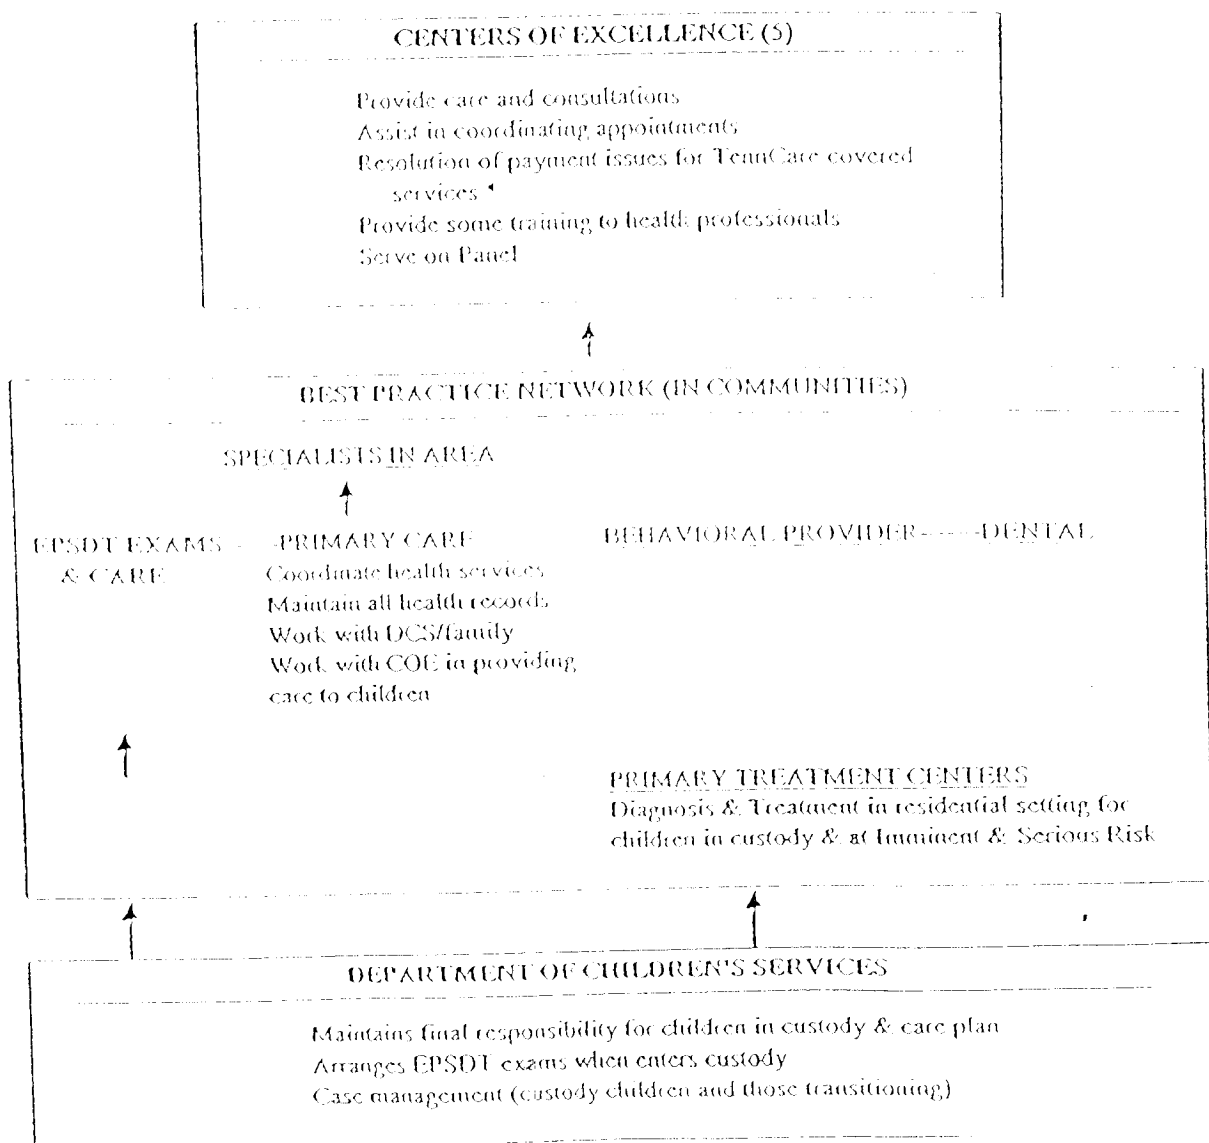 CENTERS OF EXCELLENCE (5)
Provide care and consultations
Assist in coordinating appointments
Resolution of payment issues for TennCare covered
services
Provide some training to health professionals
Serve on Panel
BEST PRACTICE NETWORK (IN COMMUNITIES)
SPECIALISTS IN AREA
EPSDT EXAMS - -PRIMARY CARE
& CARE
Coordinate health services
Maintain all health records
Work with DCS/family
Work with COE in providing
care to children
BEHAVIORAL PROVIDER------DENTAL
PRIMARY TREATMENT CENTERS
Diagnosis & Treatment in residential setting for
children in custody & at Imminent & Serious Risk
DEPARTMENT OF CHILDREN'S SERVICES
Maintains final responsibility for children in custody & care plan
Arranges EPSDT exams when enters custody
Case management (custody children and those transitioning)